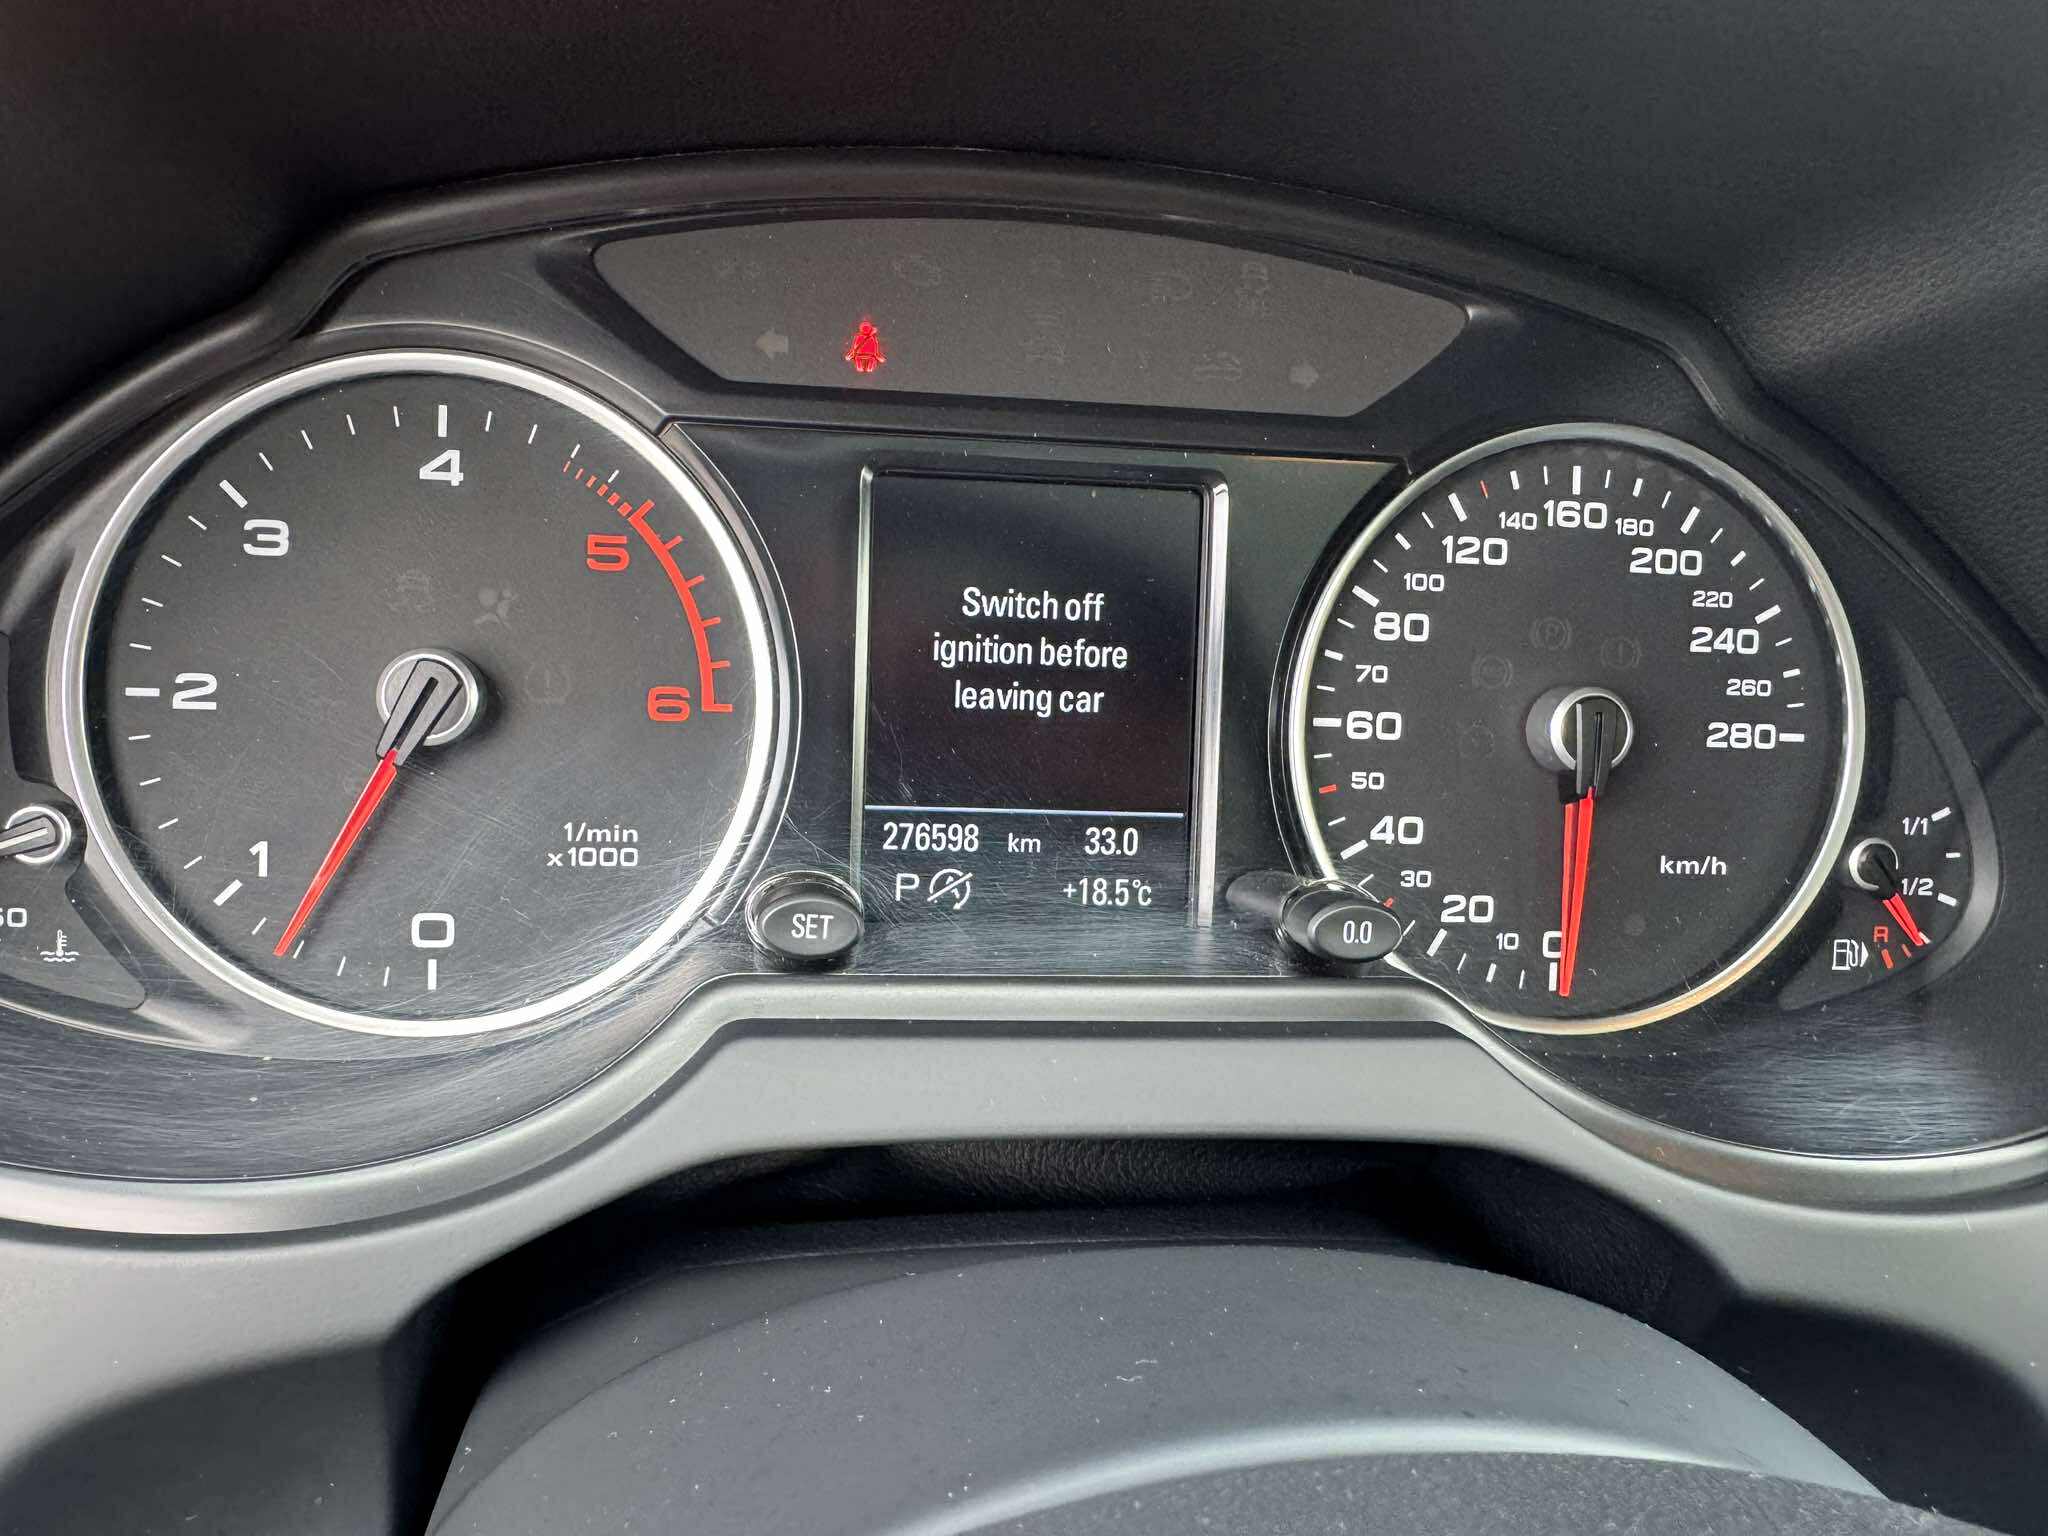 4
3
5
2
6
1
0
1/min
x1000
Switch off
ignition before
leaving car
276598 km 33.0
P +18.5°C
SET
0.0
140 160 180
120
200
100
220
80
240
70
260
60
280
50
40
30
20
10
km/h
1/1
1/2
R